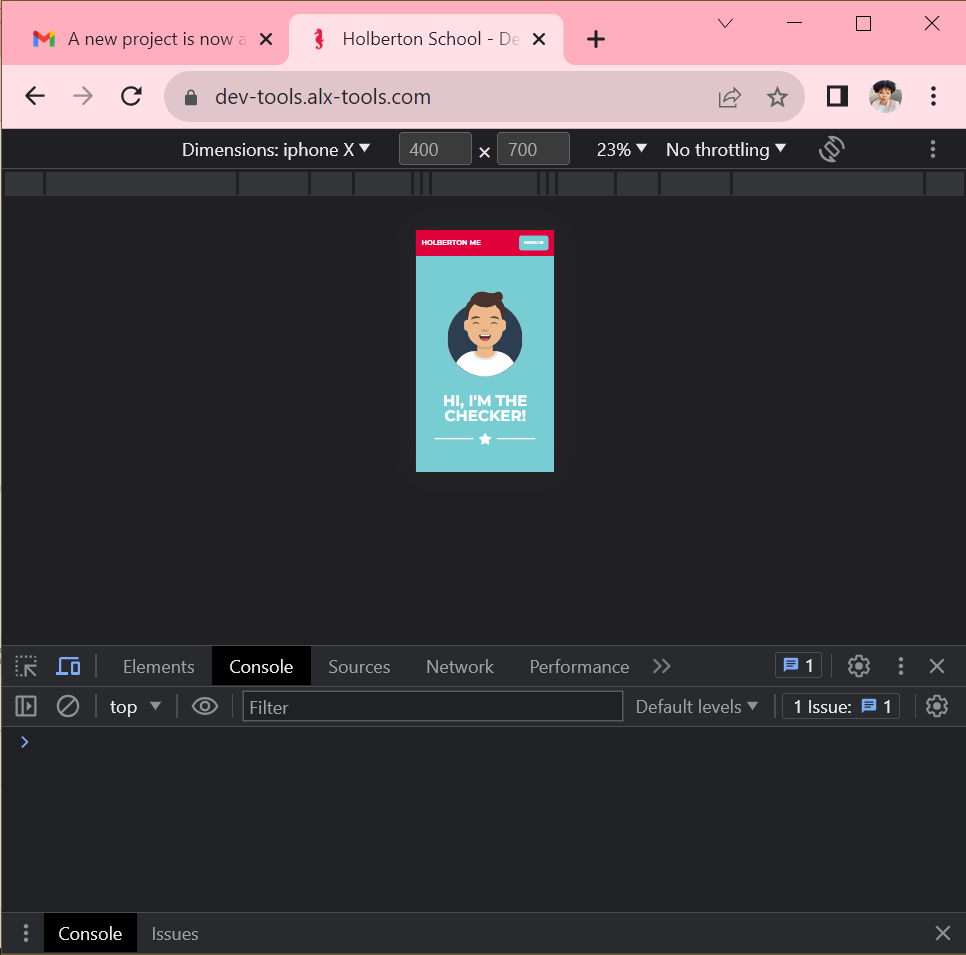 A new project is now a
Holberton School - De
dev-tools.alx-tools.com
Dimensions: iphone X 400 × 700 23% No throttling
HOLBERTON ME MENU
HI, I'M THE
CHECKER!
Elements Console Sources Network Performance 1
top Filter Default levels 1 Issue: 1
Console Issues